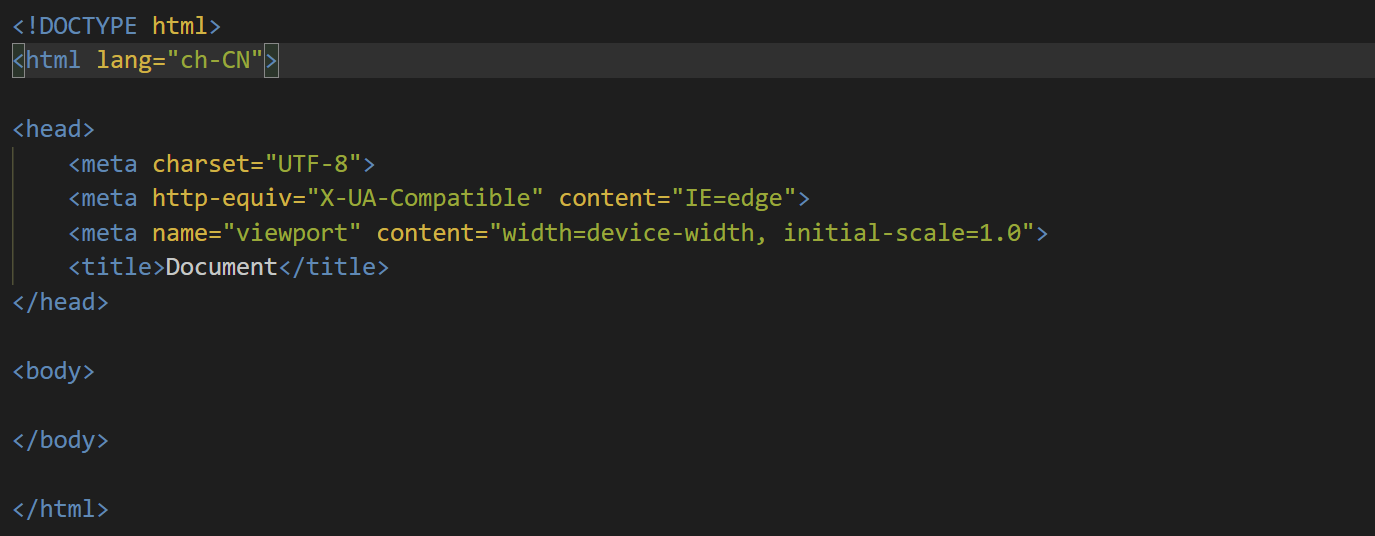 <!DOCTYPE html>
<html lang="ch-CN">
<head>
<meta charset="UTF-8">
<meta http-equiv="X-UA-Compatible" content="IE=edge">
<meta name="viewport" content="width=device-width, initial-scale=1.0">
<title>Document</title>
</head>
<body>
</body>
</html>